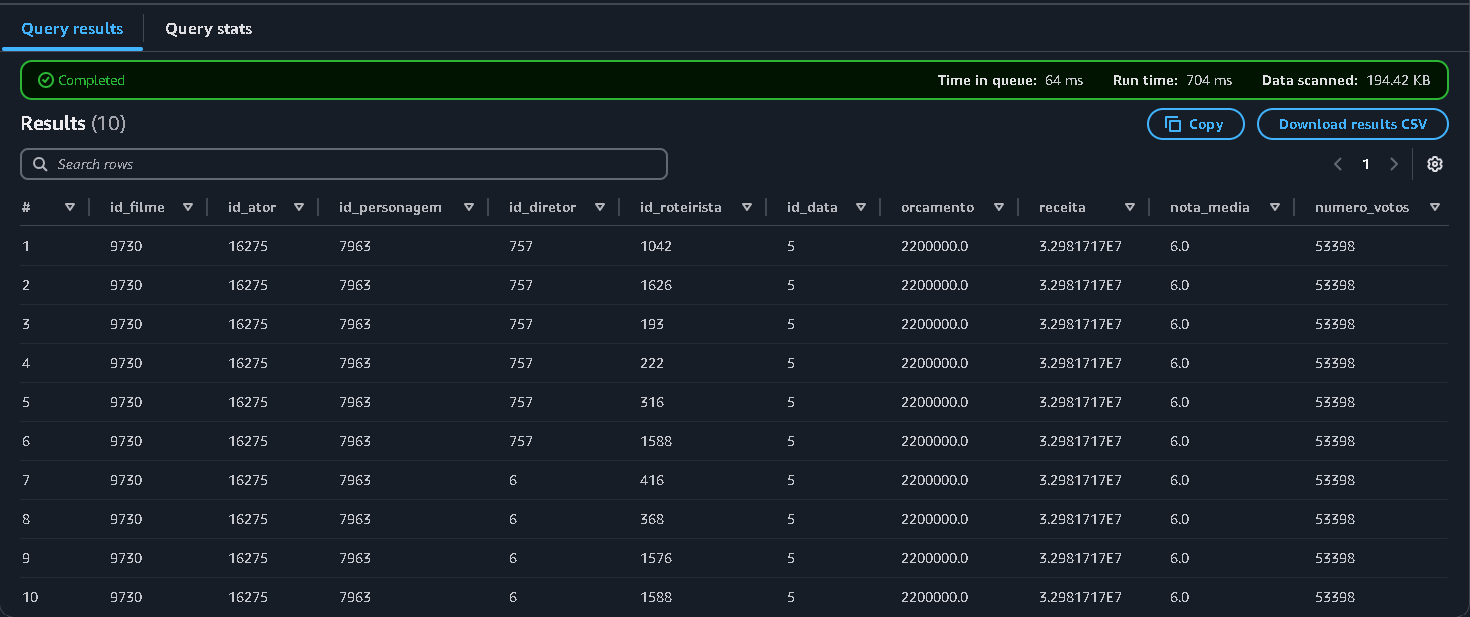 Query results Query stats
Completed Time in queue: 64 ms Run time: 704 ms Data scanned: 194.42 KB
Results (10) Copy Download results CSV
Search rows 1
# id_filme id_ator id_personagem id_diretor id_roteirista id_data orcamento receita nota_media numero_votos
1 9730 16275 7963 757 1042 5 2200000.0 3.2981717E7 6.0 53398
2 9730 16275 7963 757 1626 5 2200000.0 3.2981717E7 6.0 53398
3 9730 16275 7963 757 193 5 2200000.0 3.2981717E7 6.0 53398
4 9730 16275 7963 757 222 5 2200000.0 3.2981717E7 6.0 53398
5 9730 16275 7963 757 316 5 2200000.0 3.2981717E7 6.0 53398
6 9730 16275 7963 757 1588 5 2200000.0 3.2981717E7 6.0 53398
7 9730 16275 7963 6 416 5 2200000.0 3.2981717E7 6.0 53398
8 9730 16275 7963 6 368 5 2200000.0 3.2981717E7 6.0 53398
9 9730 16275 7963 6 1576 5 2200000.0 3.2981717E7 6.0 53398
10 9730 16275 7963 6 1588 5 2200000.0 3.2981717E7 6.0 53398